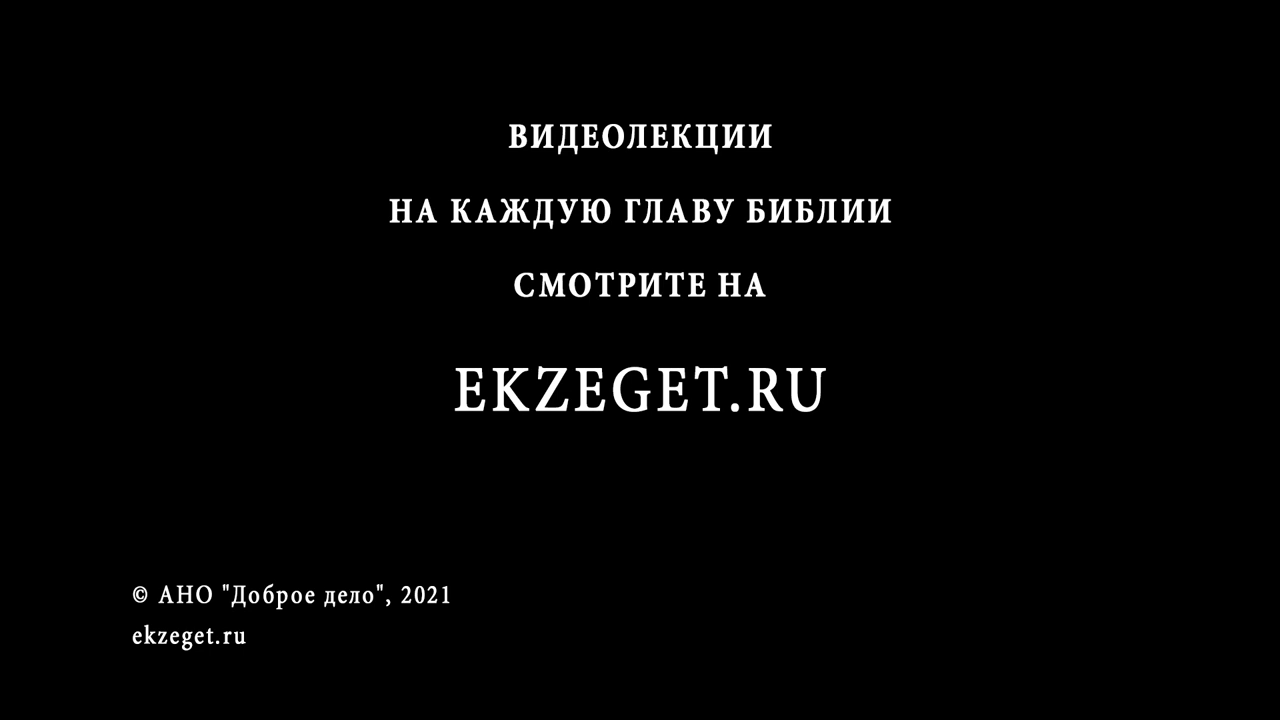 ВИДЕОЛЕКЦИИ
НА КАЖДУЮ ГЛАВУ БИБЛИИ
СМОТРИТЕ НА
EKZEGET.RU
© АНО "Доброе дело", 2021
ekzeget.ru